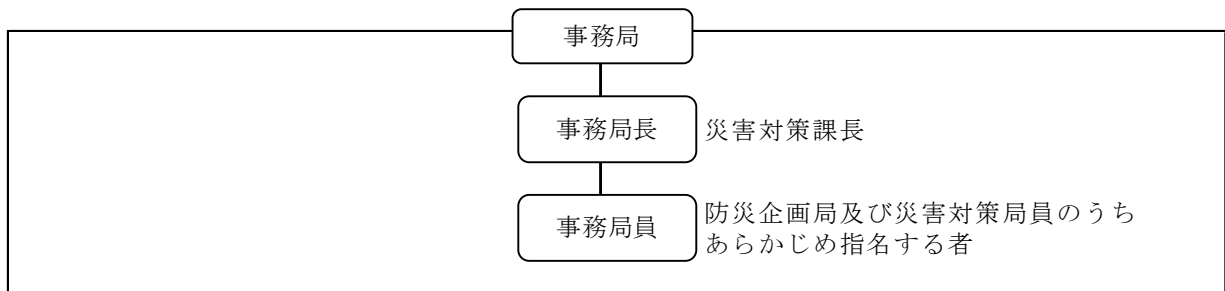 事務局
事務局長
災害対策課長
事務局員
防災企画局及び災害対策局員のうち
あらかじめ指名する者